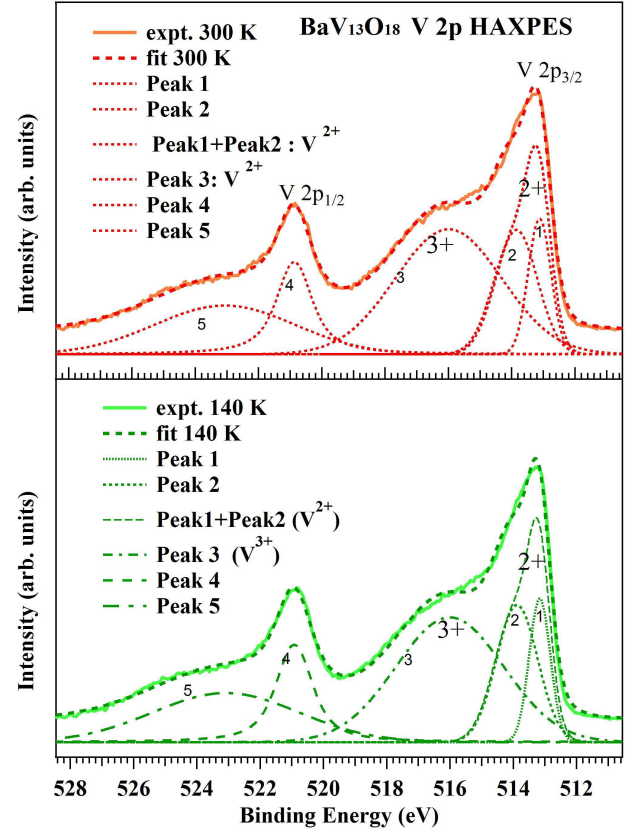 BaV₁₃O₁₈ V 2p HAXPES
expt. 300 K
fit 300 K
Peak 1
Peak 2
Peak1+Peak2 : V ²⁺
Peak 3: V ²⁺
Peak 4
Peak 5
V 2p₃/₂
V 2p₁/₂
2+
3+
1
2
3
4
5
Intensity (arb. units)
expt. 140 K
fit 140 K
Peak 1
Peak 2
Peak1+Peak2 (V²⁺)
Peak 3 (V³⁺)
Peak 4
Peak 5
2+
3+
1
2
3
4
5
Intensity (arb. units)
528 526 524 522 520 518 516 514 512
Binding Energy (eV)